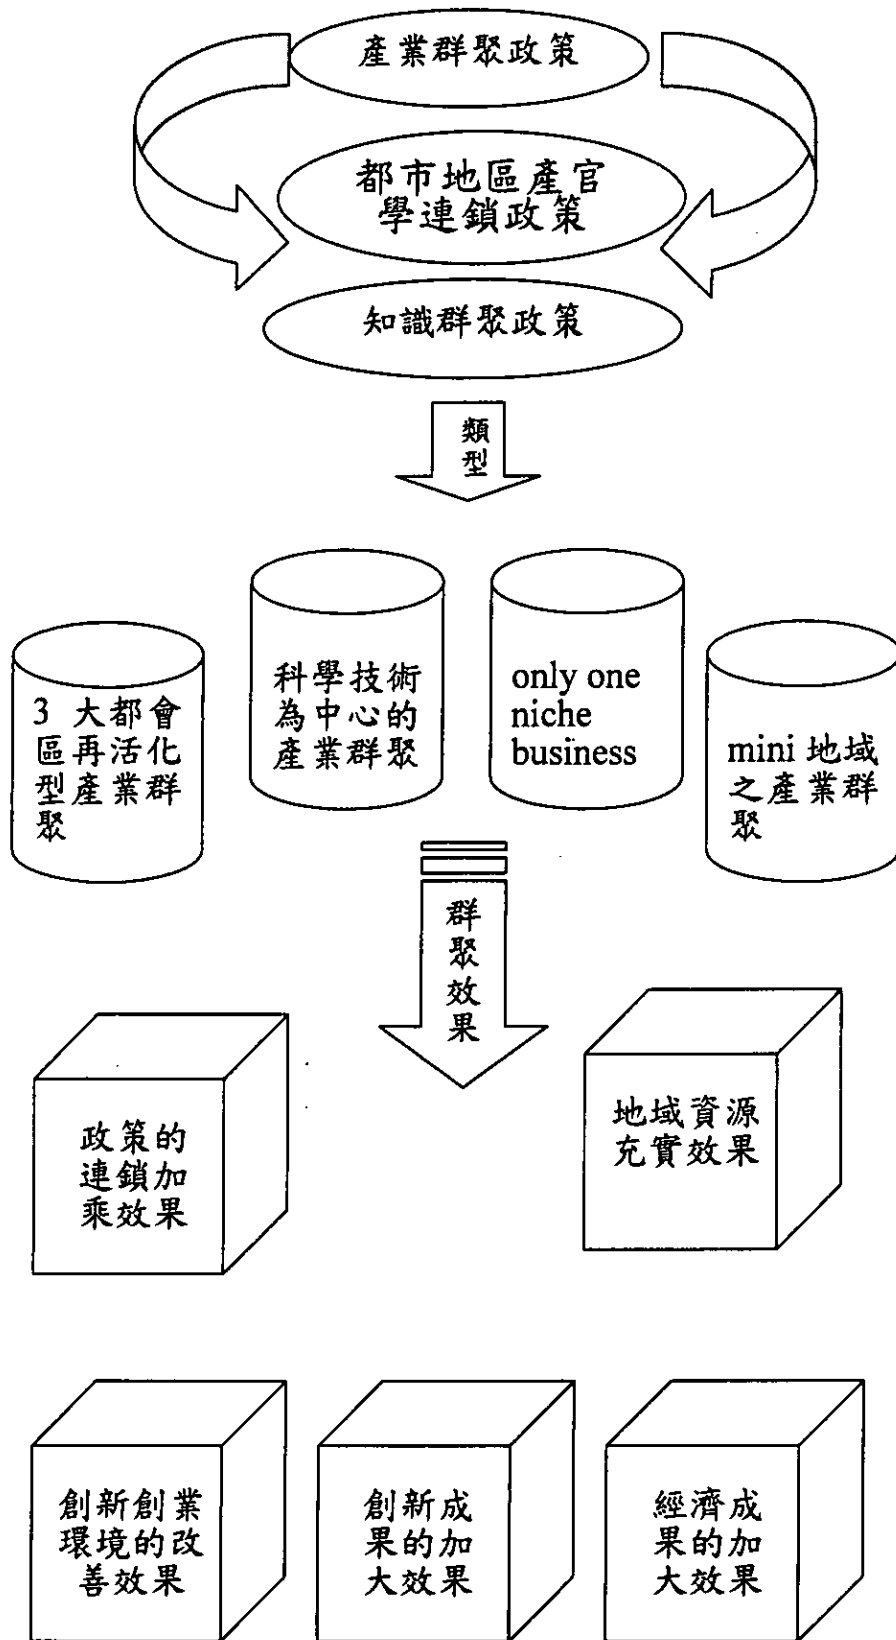 產業群聚政策
都市地區產官
學連鎖政策
知識群聚政策
類
型
3 大都會
區再活化
型產業群
聚
科學技術
為中心的
產業群聚
only one
niche
business
mini 地域
之產業群
聚
群
聚
效
果
政策的
連鎖加
乘效果
地域資源
充實效果
創新創業
環境的改
善效果
創新成
果的加
大效果
經濟成
果的加
大效果